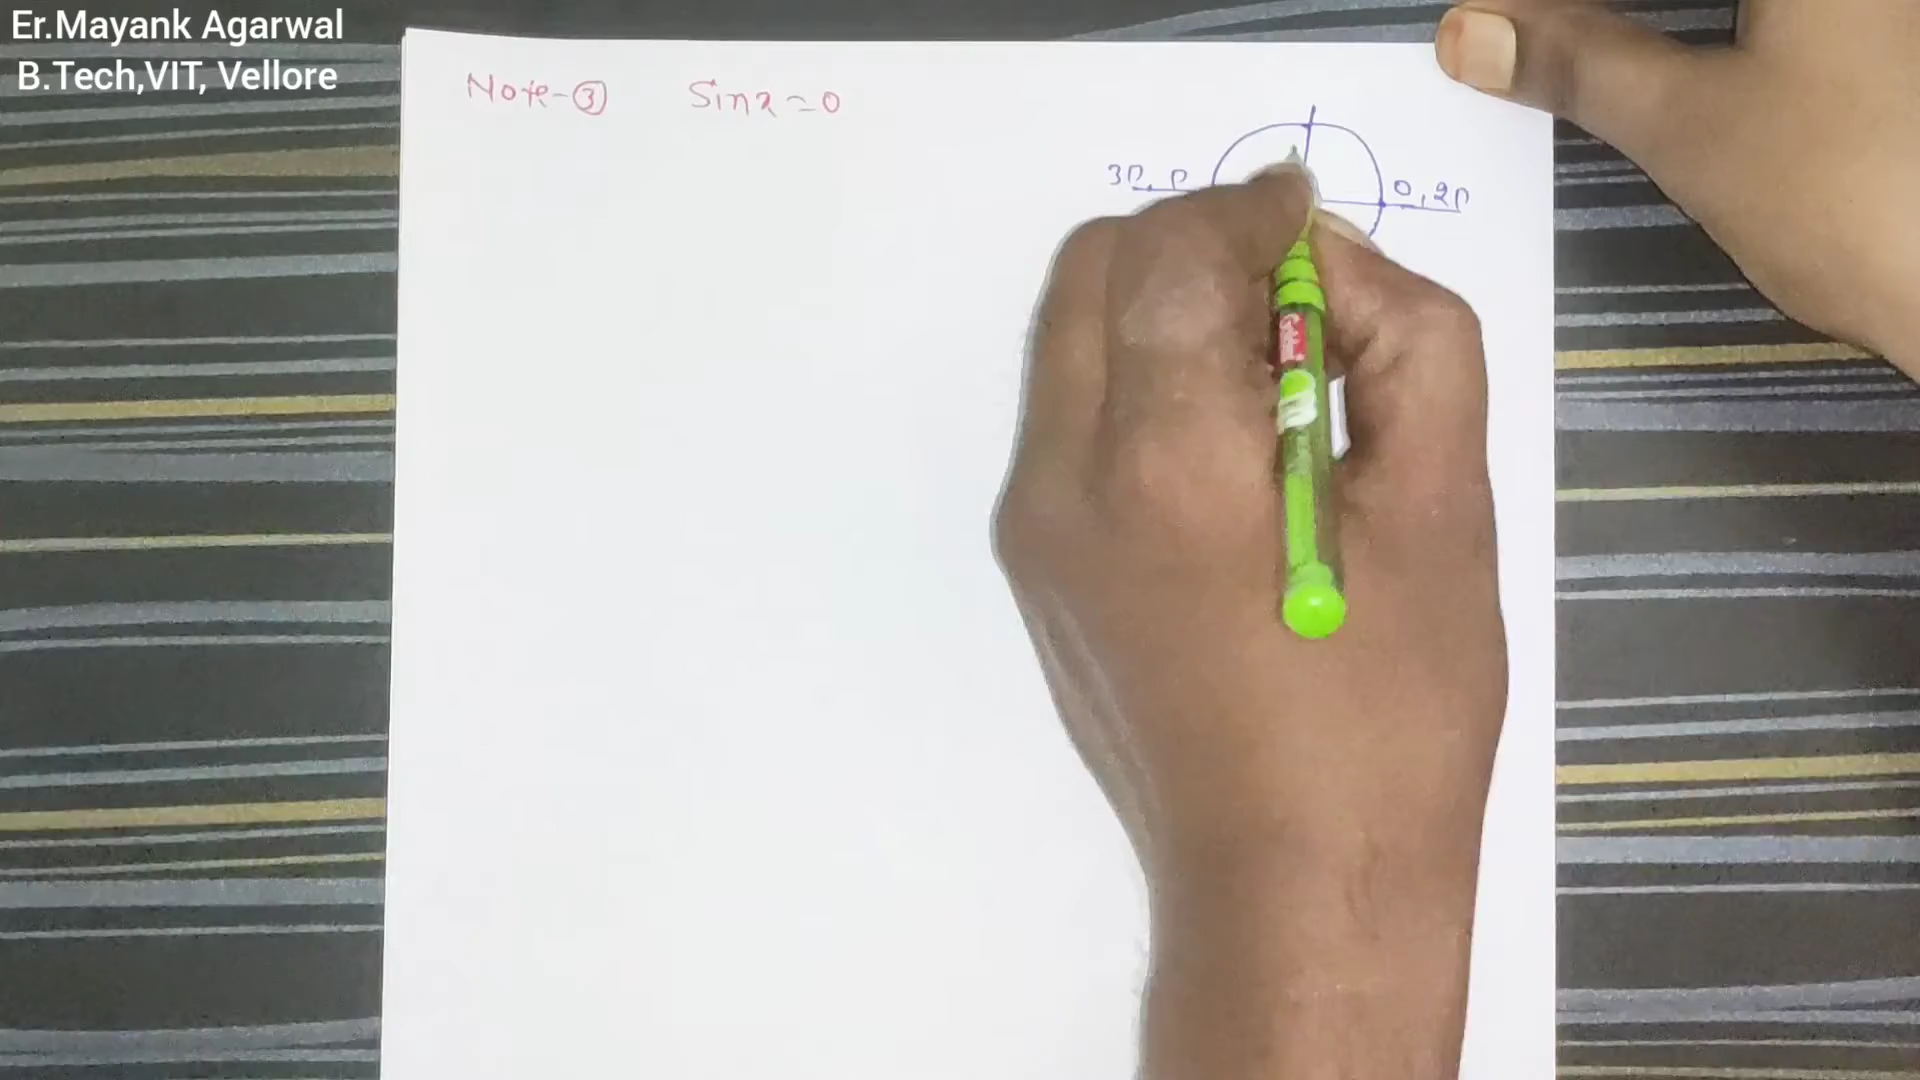 Er.Mayank Agarwal
B.Tech,VIT, Vellore
Note-③ Sinx=0
3π, π
0,2π